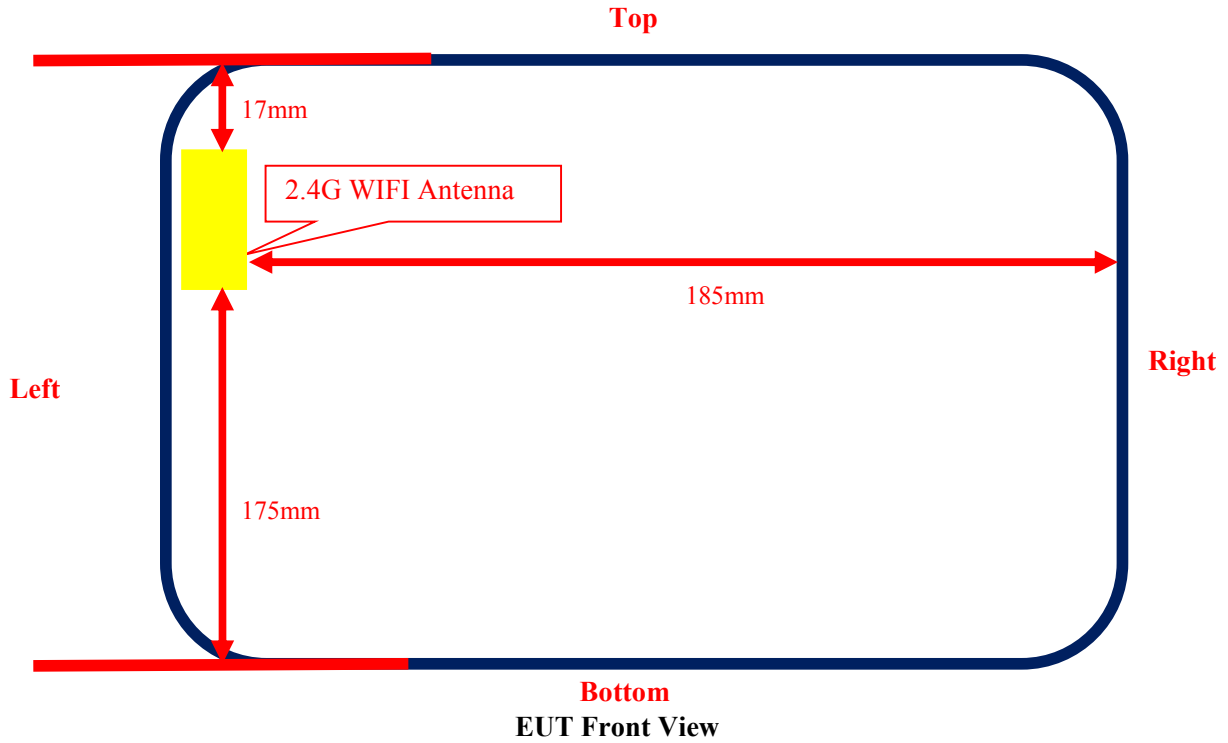 Top
17mm
2.4G WIFI Antenna
185mm
Left
Right
175mm
Bottom
EUT Front View